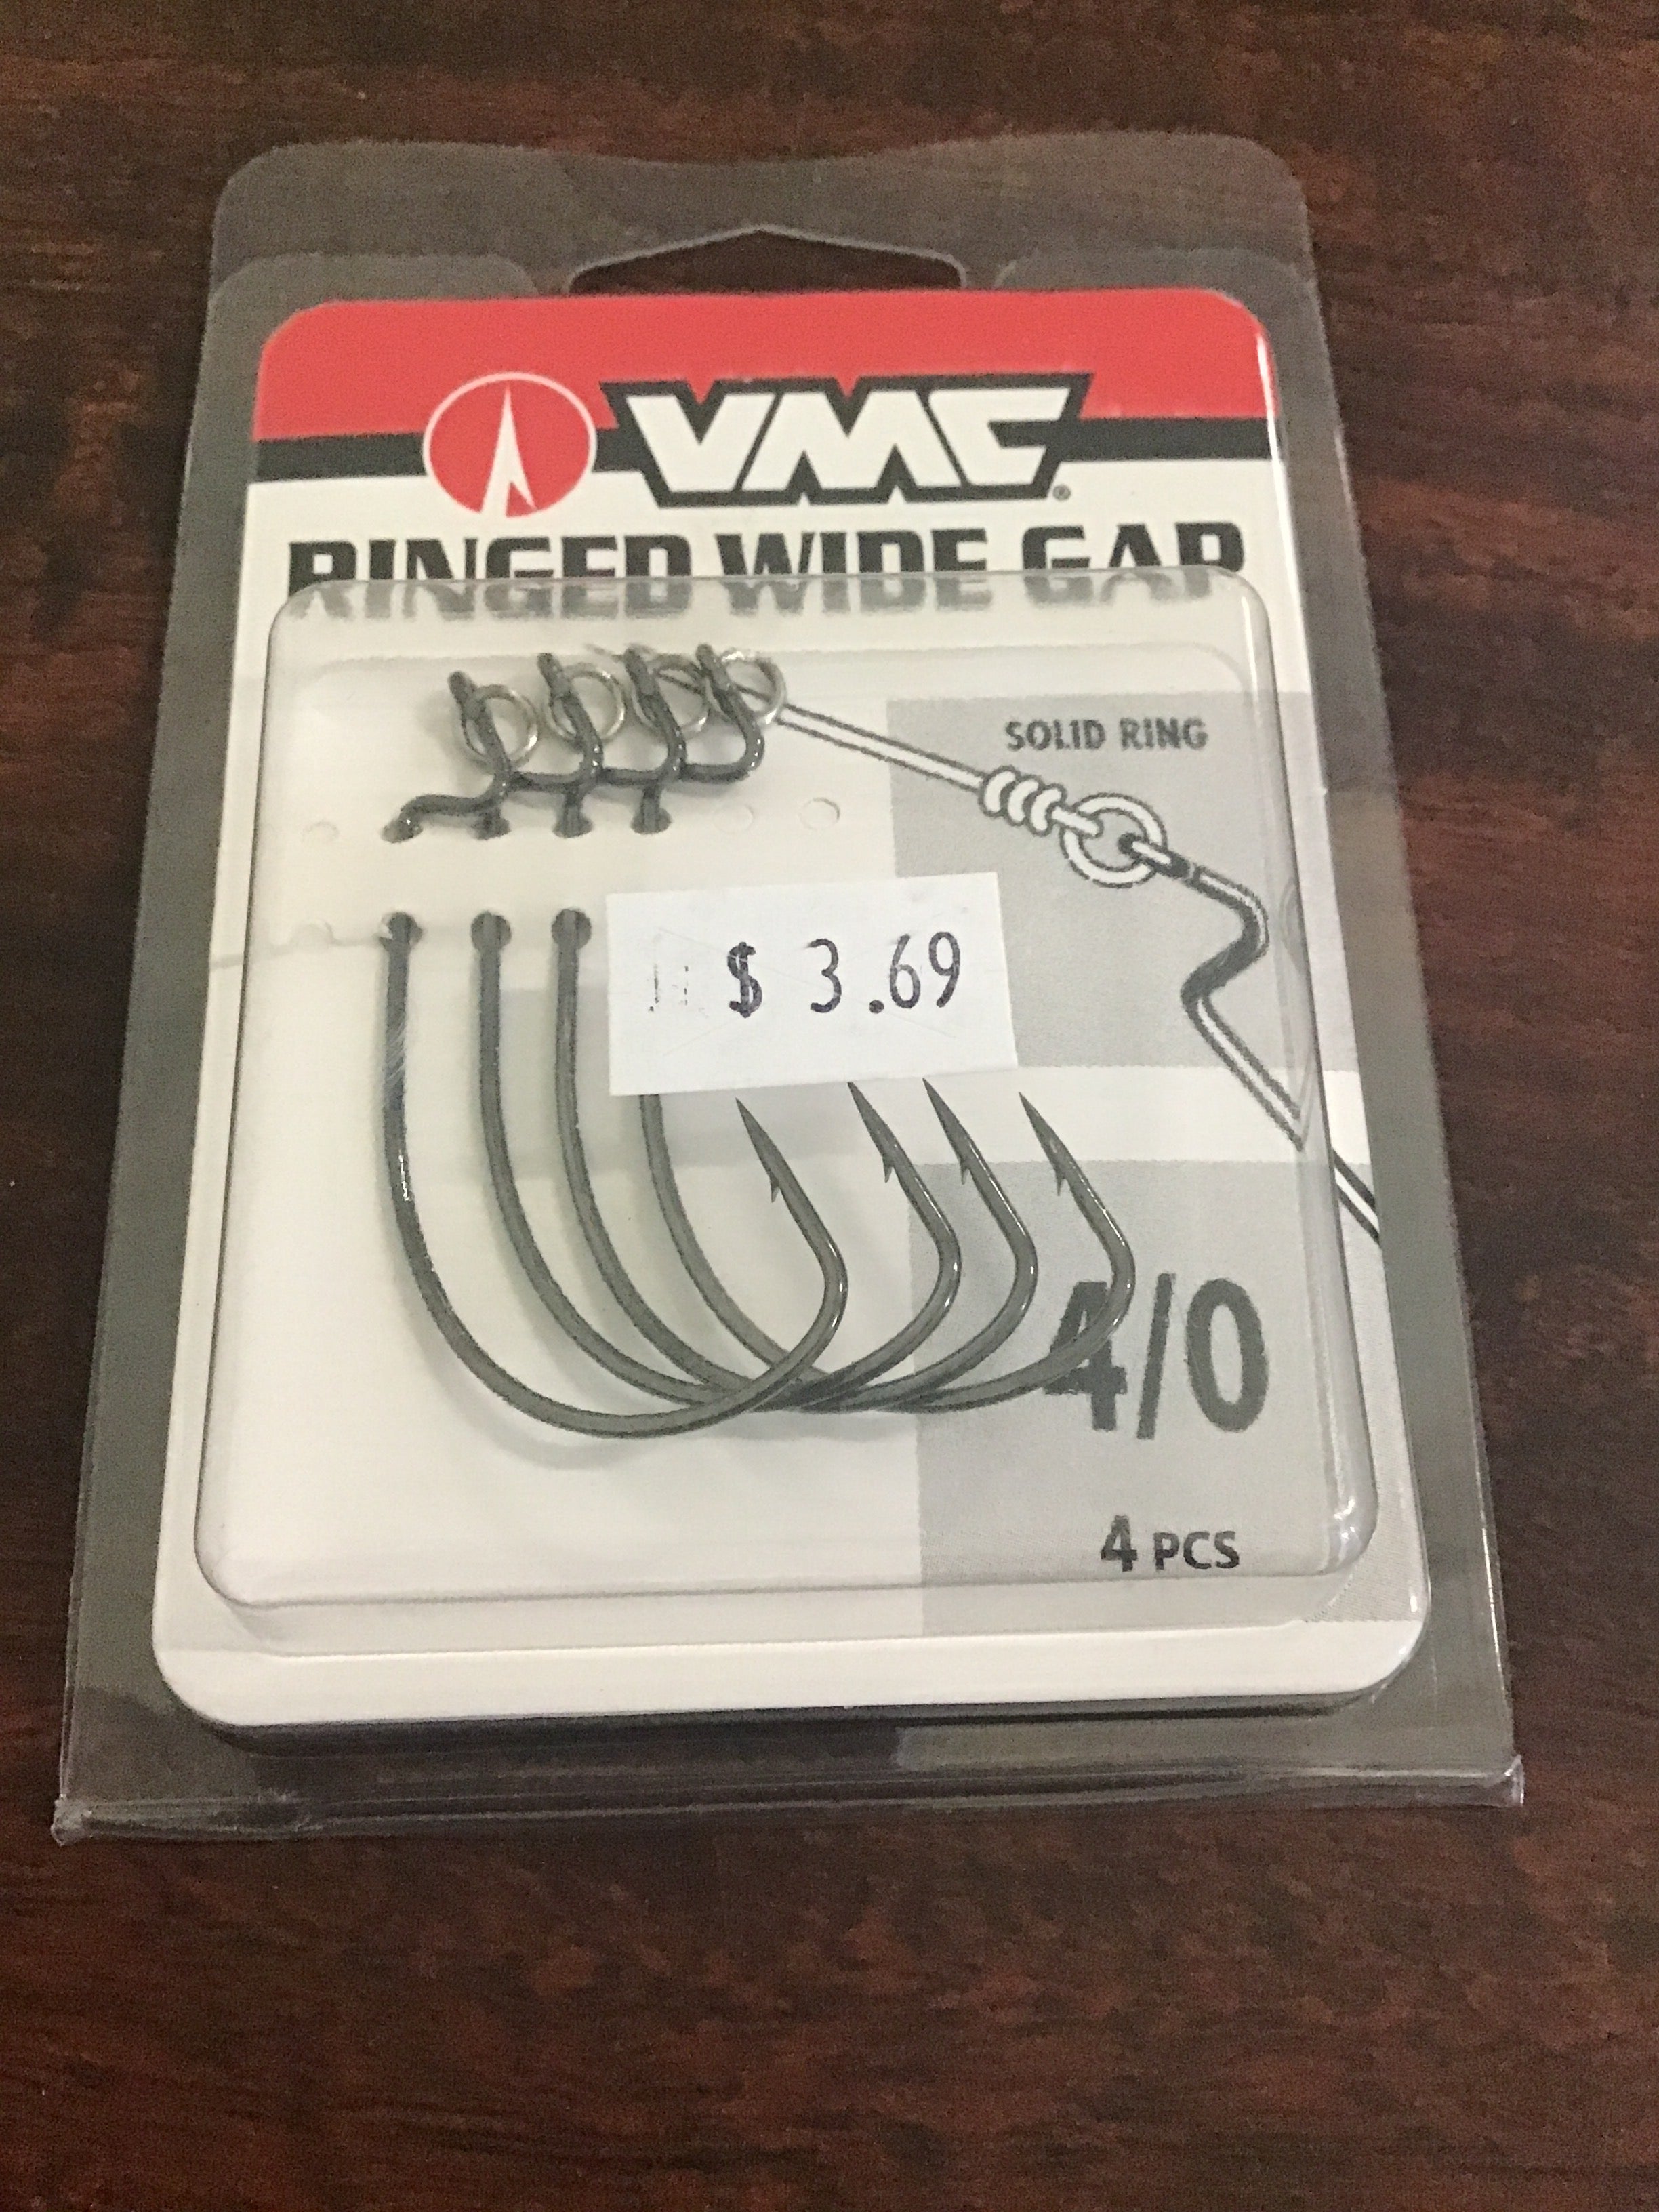 VMC®
RINGED WIDE GAP
SOLID RING
$ 3.69
4/0
4 PCS